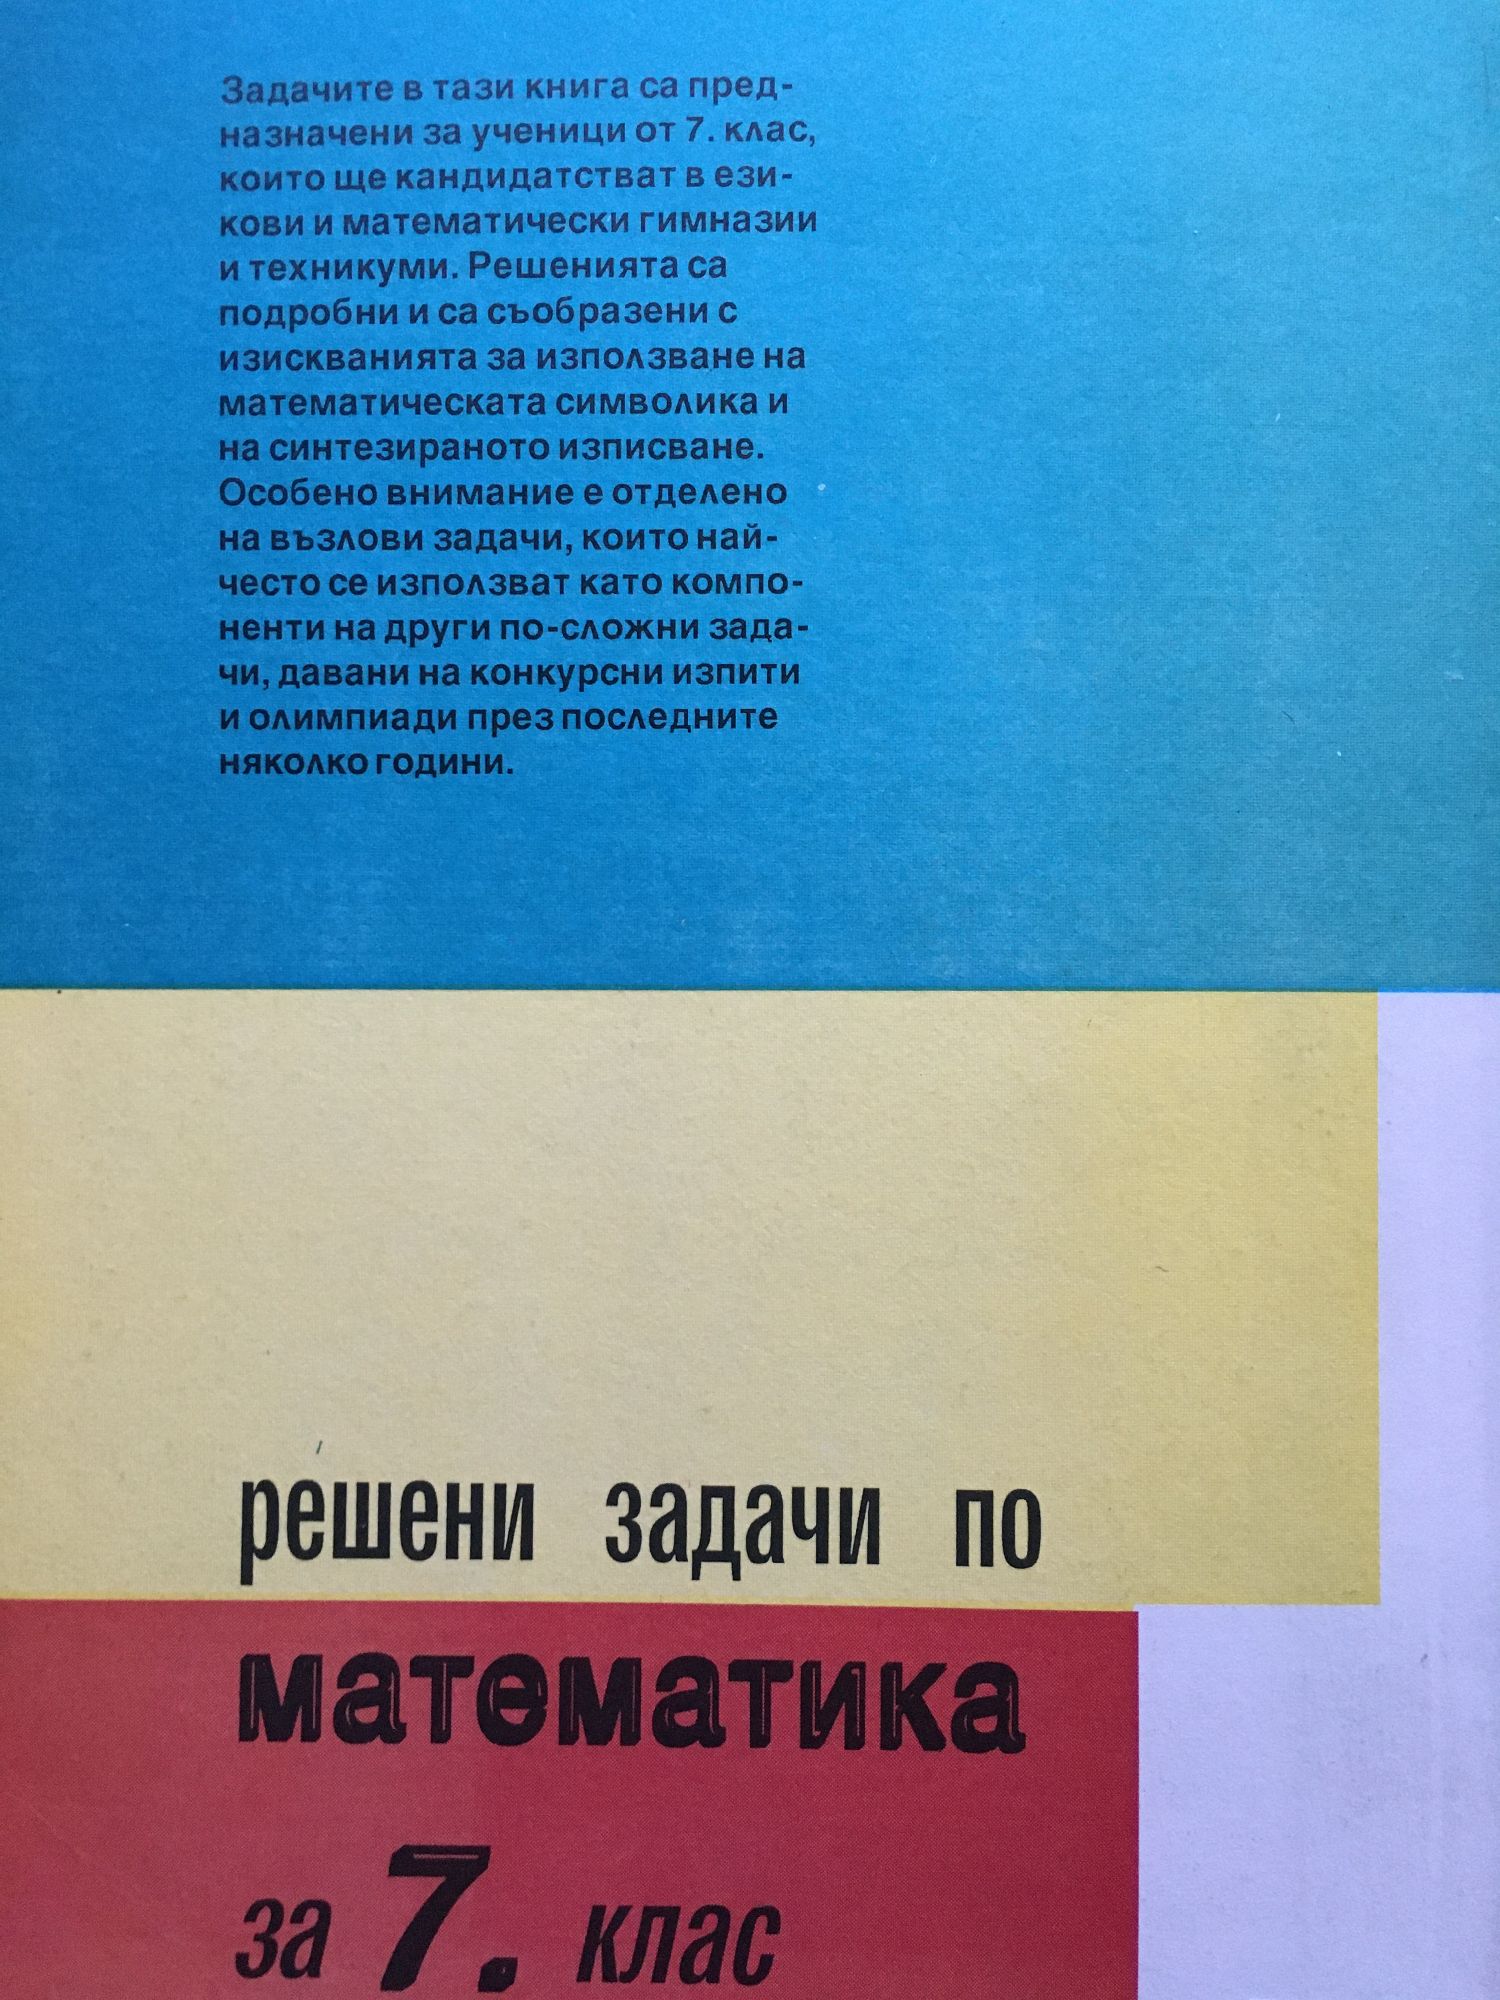 Задачите в тази книга са пред-
назначени за ученици от 7. клас,
които ще кандидатстват в ези-
кови и математически гимназии
и техникуми. Решенията са
подробни и са съобразени с
изискванията за използване на
математическата символика и
на синтезираното изписване.
Особено внимание е отделено
на възлови задачи, които най-
често се използват като компо-
ненти на други по-сложни зада-
чи, давани на конкурсни изпити
и олимпиади през последните
няколко години.
решени задачи по
математика
за 7. клас